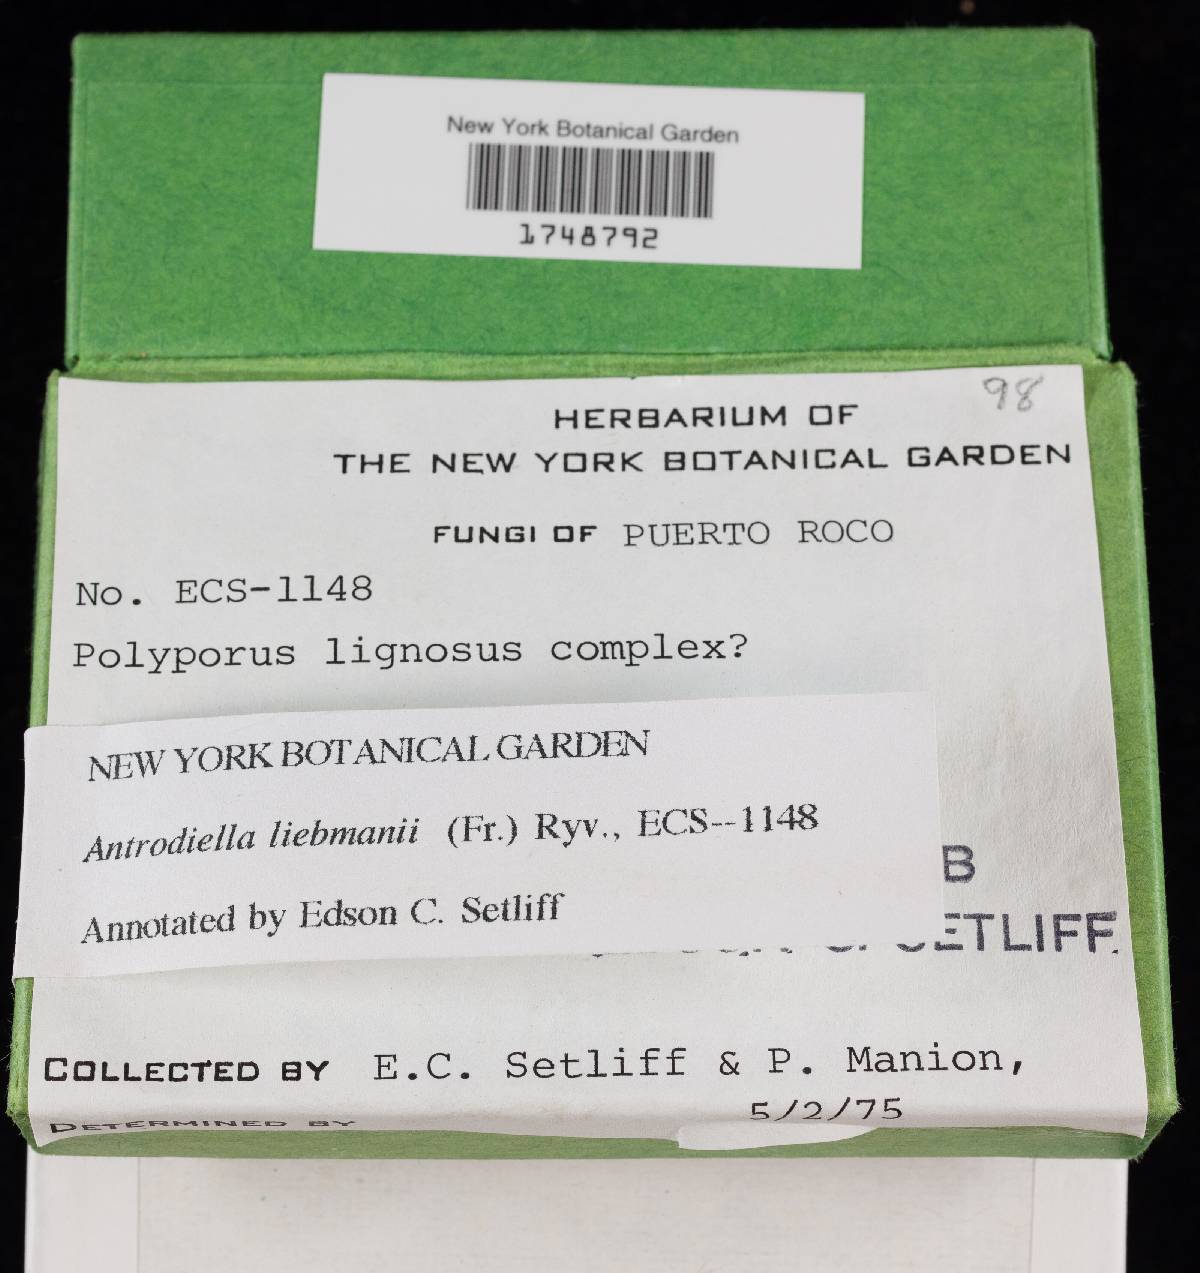 New York Botanical Garden
1748792
98
HERBARIUM OF
THE NEW YORK BOTANICAL GARDEN
FUNGI OF PUERTO ROCO
No. ECS-1148
Polyporus lignosus complex?
NEW YORK BOTANICAL GARDEN
Antrodiella liebmanii (Fr.) Ryv., ECS--1148
Annotated by Edson C. Setliff
B
SETLIFF.
COLLECTED BY E.C. Setliff & P. Manion,
5/2/75
DETERMINED BY